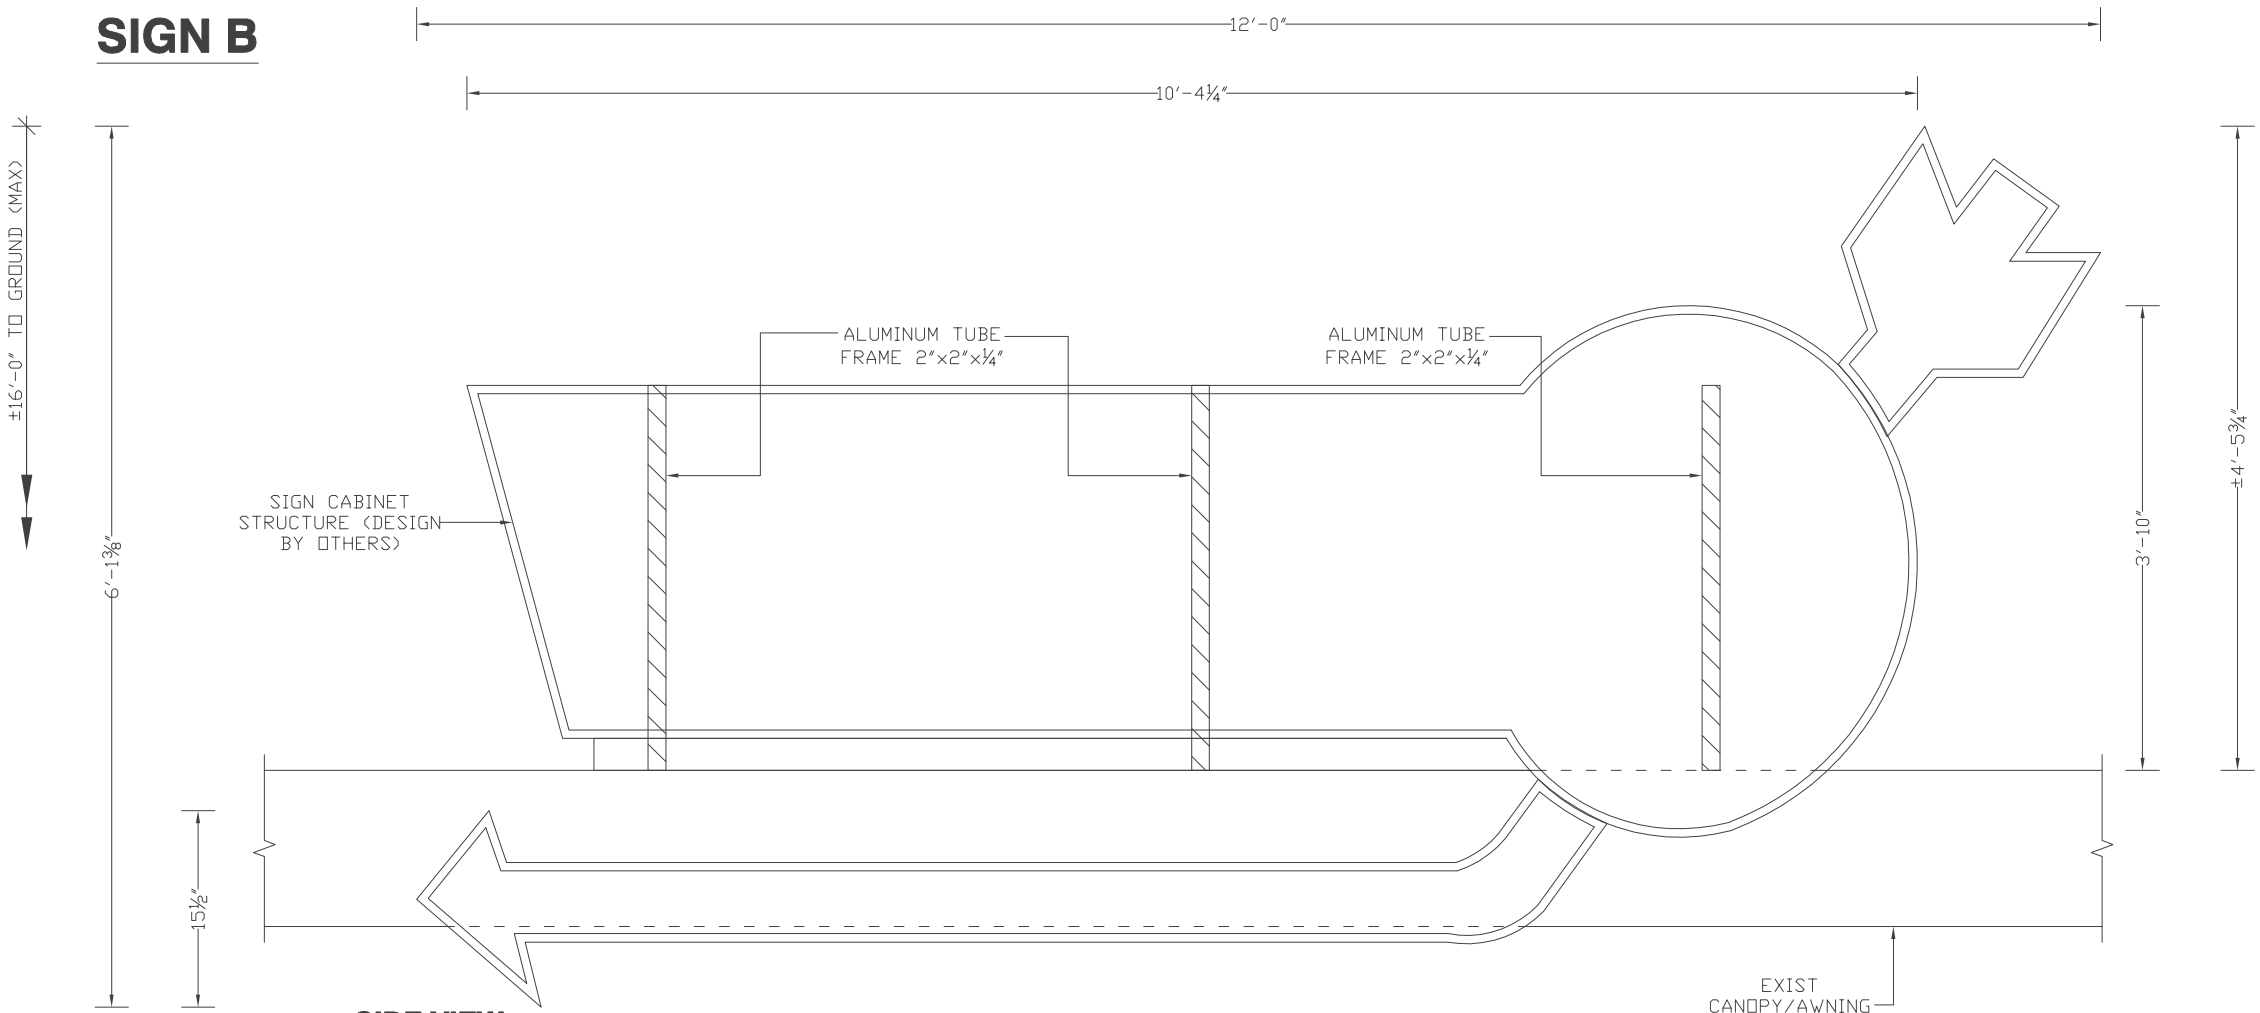 SIGN B
12'-0"
10'-4¼"
±16'-0" TO GROUND (MAX)
6'-1⅜"
ALUMINUM TUBE
FRAME 2"x2"x¼"
ALUMINUM TUBE
FRAME 2"x2"x¼"
SIGN CABINET
STRUCTURE (DESIGN
BY OTHERS)
3'-10"
±4'-5¾"
15½"
EXIST
CANOPY/AWNING
SIDE VIEW